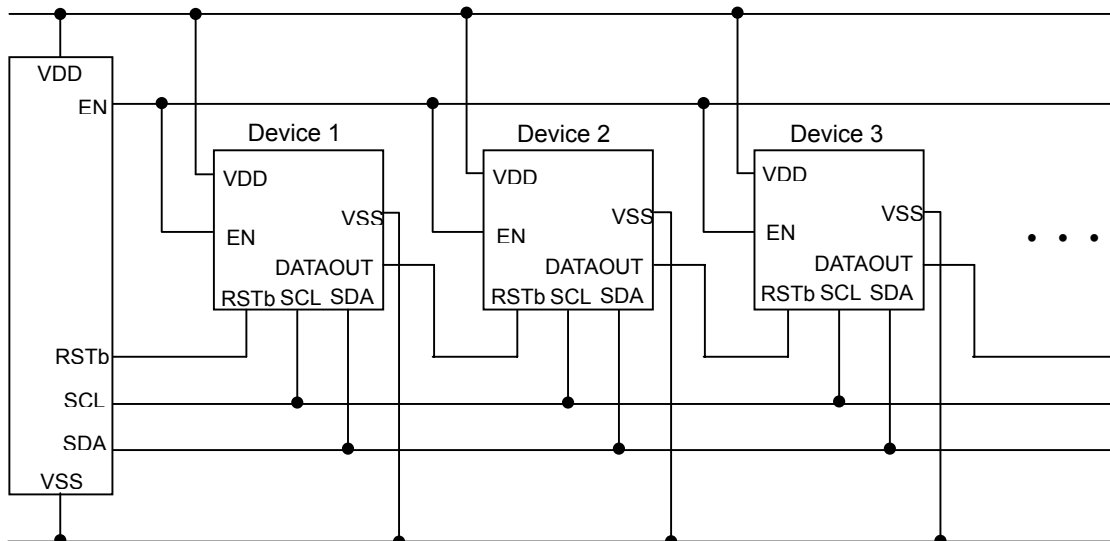 VDD
EN
Device 1
Device 2
Device 3
VDD
VDD
VDD
VSS
VSS
VSS
EN
EN
EN
DATAOUT
DATAOUT
DATAOUT
RSTb SCL SDA
RSTb SCL SDA
RSTb SCL SDA
RSTb
SCL
SDA
VSS